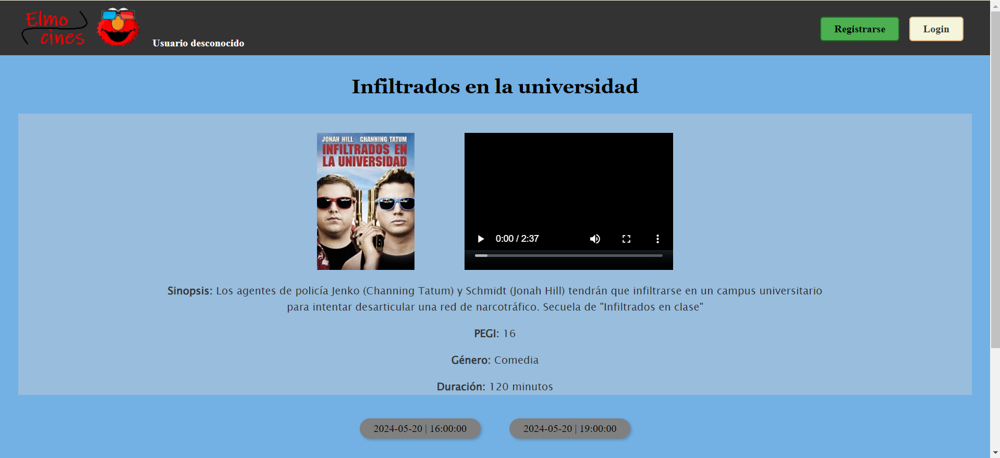 Elmo
cines
Usuario desconocido
Registrarse
Login
Infiltrados en la universidad
JONAH HILL CHANNING TATUM
INFILTRADOS EN
LA UNIVERSIDAD
0:00 / 2:37
Sinopsis: Los agentes de policía Jenko (Channing Tatum) y Schmidt (Jonah Hill) tendrán que infiltrarse en un campus universitario
para intentar desarticular una red de narcotráfico. Secuela de "Infiltrados en clase"
PEGI: 16
Género: Comedia
Duración: 120 minutos
2024-05-20 | 16:00:00
2024-05-20 | 19:00:00